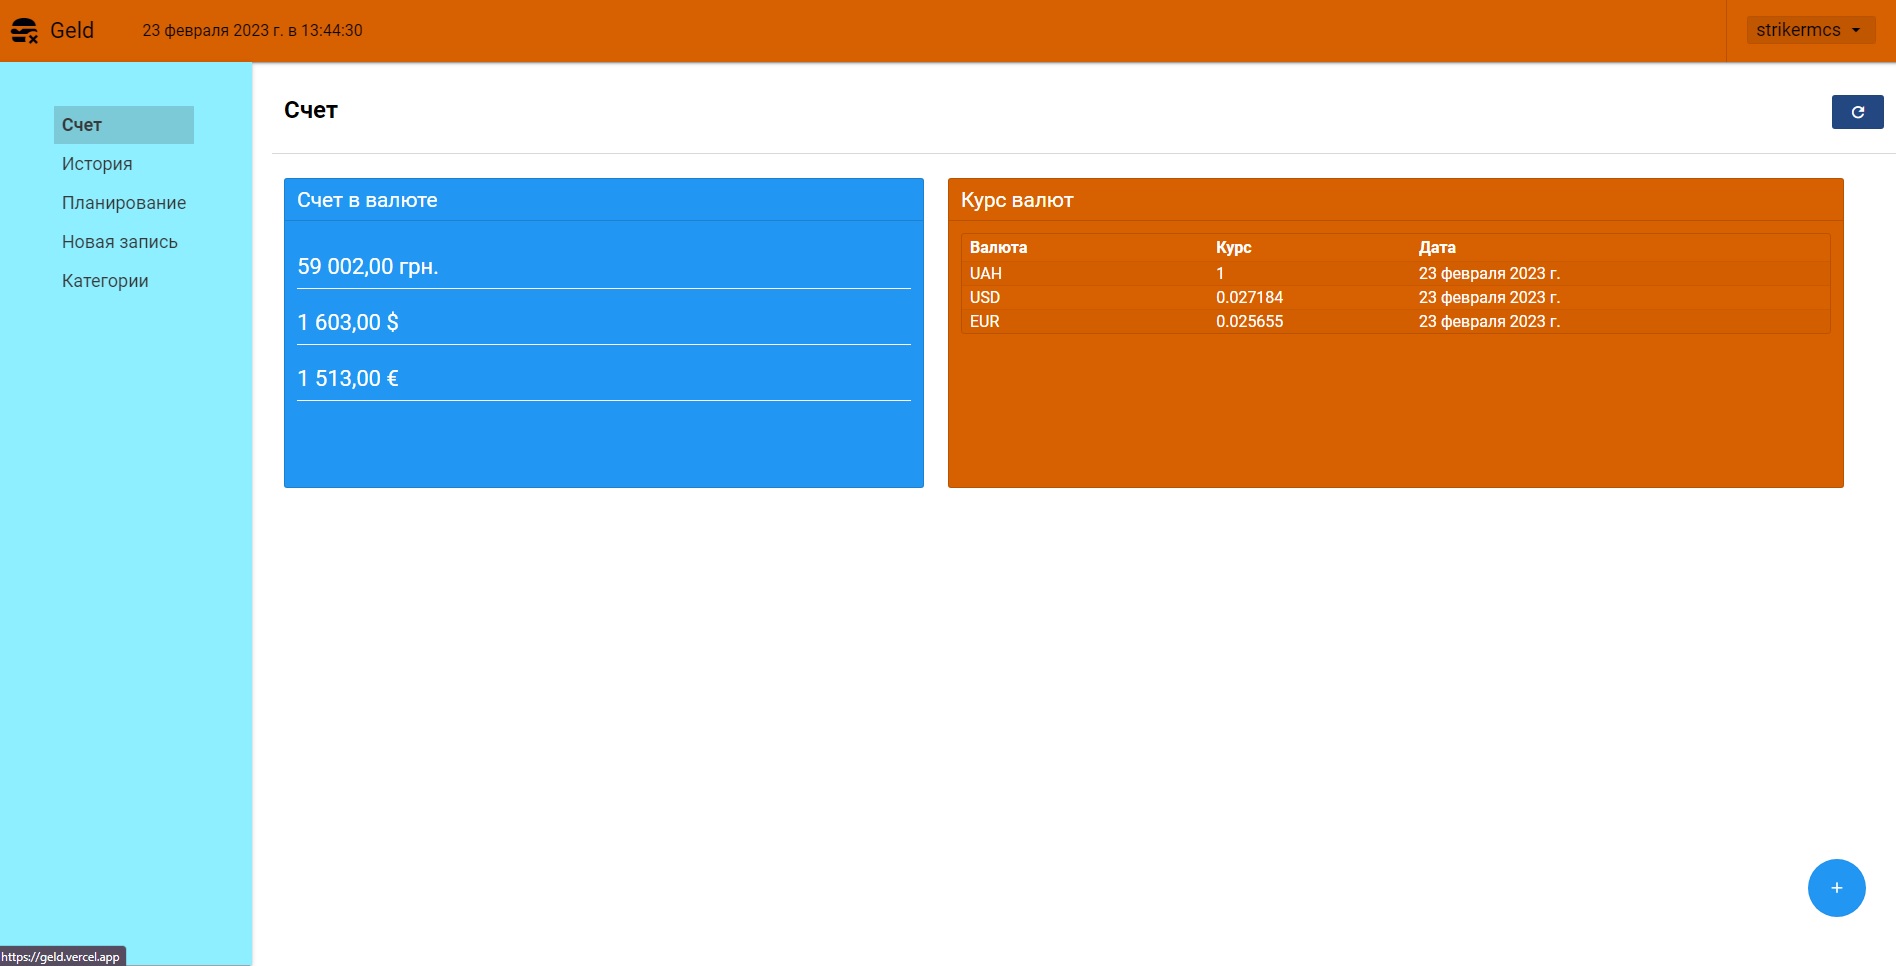 Geld
23 февраля 2023 г. в 13:44:30
strikermcs
Счет
История
Планирование
Новая запись
Категории
Счет
Счет в валюте
59 002,00 грн.
1 603,00 $
1 513,00 €
Курс валют
Валюта Курс Дата
UAH 1 23 февраля 2023 г.
USD 0.027184 23 февраля 2023 г.
EUR 0.025655 23 февраля 2023 г.
+
https://geld.vercel.app